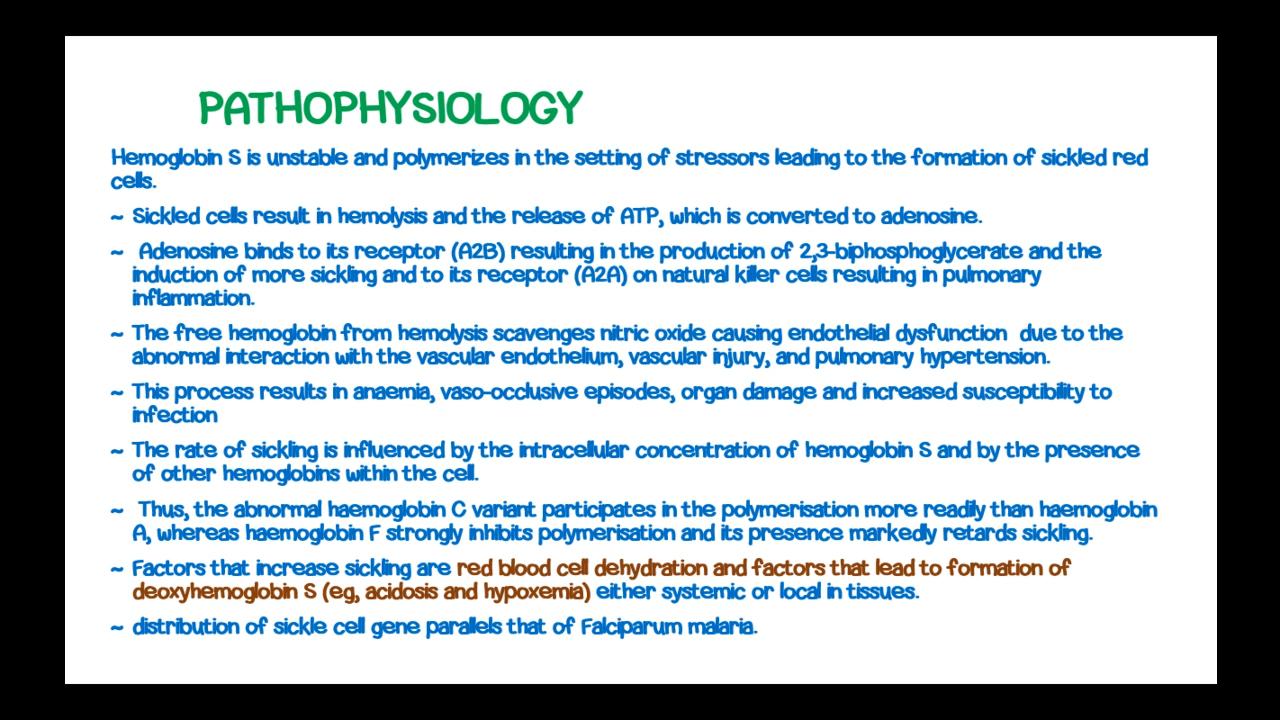 PATHOPHYSIOLOGY
Hemoglobin S is unstable and polymerizes in the setting of stressors leading to the formation of sickled red
cells.
~ Sickled cells result in hemolysis and the release of ATP, which is converted to adenosine.
~ Adenosine binds to its receptor (A2B) resulting in the production of 2,3-biphosphoglycerate and the
induction of more sickling and to its receptor (A2A) on natural killer cells resulting in pulmonary
inflammation.
~ The free hemoglobin from hemolysis scavenges nitric oxide causing endothelial dysfunction due to the
abnormal interaction with the vascular endothelium, vascular injury, and pulmonary hypertension.
~ This process results in anaemia, vaso-occlusive episodes, organ damage and increased susceptibility to
infection
~ The rate of sickling is influenced by the intracellular concentration of hemoglobin S and by the presence
of other hemoglobins within the cell.
~ Thus, the abnormal haemoglobin C variant participates in the polymerisation more readily than haemoglobin
A, whereas haemoglobin F strongly inhibits polymerisation and its presence markedly retards sickling.
~ Factors that increase sickling are red blood cell dehydration and factors that lead to formation of
deoxyhemoglobin S (eg, acidosis and hypoxemia) either systemic or local in tissues.
~ distribution of sickle cell gene parallels that of Falciparum malaria.